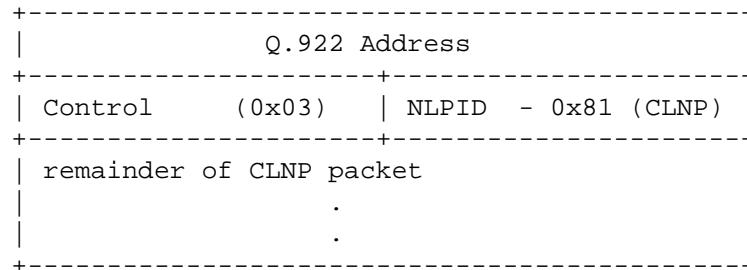 +---------------------------------------------
| Q.922 Address
+----------------------+----------------------
| Control (0x03) | NLPID - 0x81 (CLNP)
+----------------------+----------------------
| remainder of CLNP packet
| .
| .
+---------------------------------------------